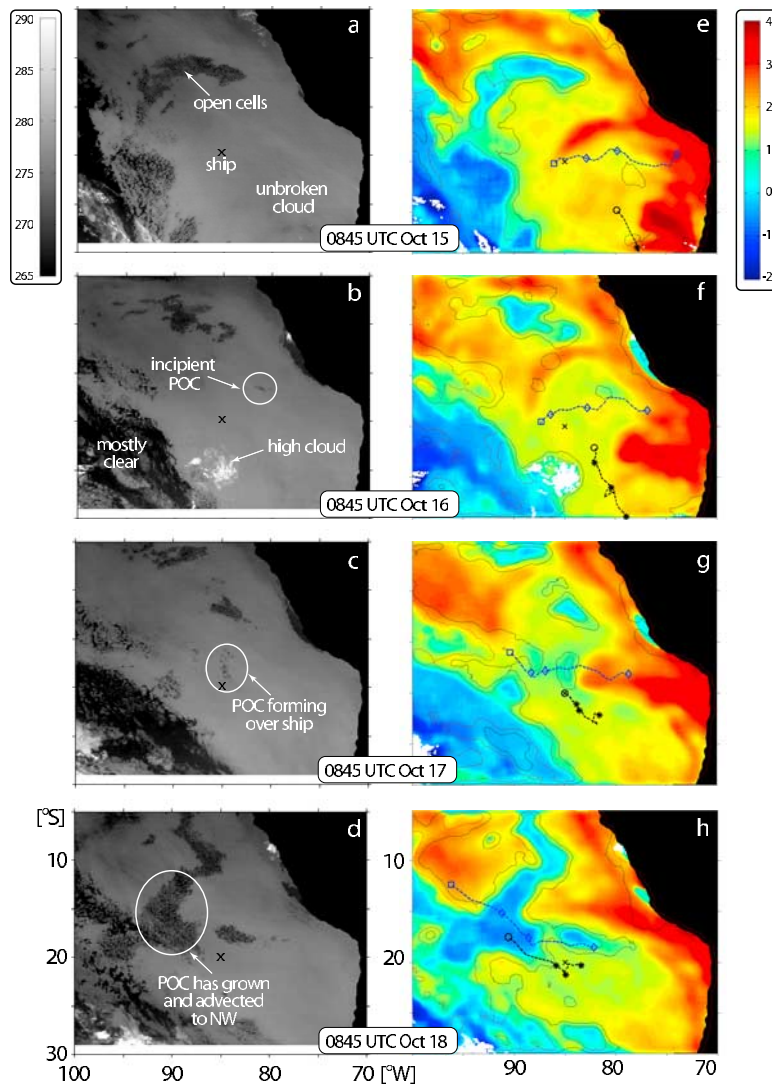 290
285
280
275
270
265
a
open cells
ship
unbroken
cloud
e
4
3
2
1
0
-1
-2
0845 UTC Oct 15
b
incipient
POC
mostly
clear
high cloud
f
0845 UTC Oct 16
c
POC forming
over ship
g
0845 UTC Oct 17
[°S]
10
20
30
d
POC has grown
and advected
to NW
h
10
20
0845 UTC Oct 18
100 90 80 70
[°W]
90 80 70